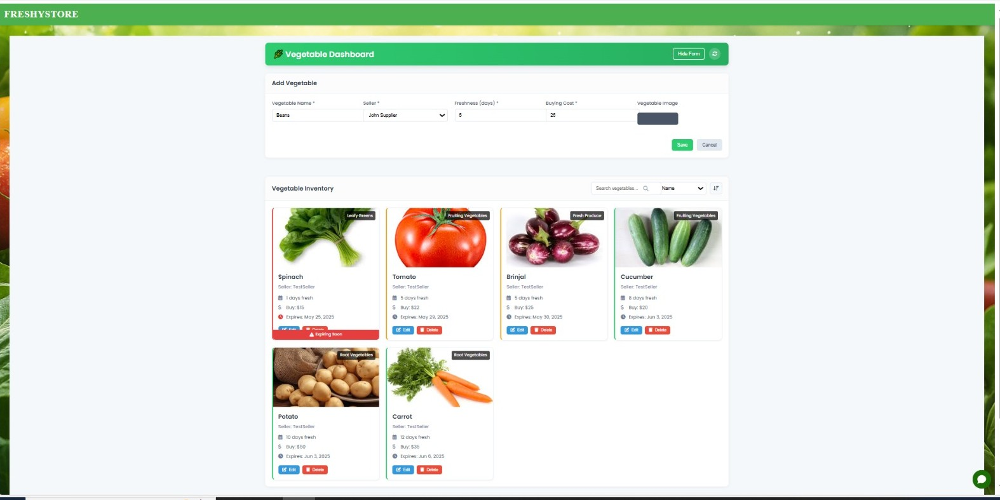 FRESHYSTORE
Vegetable Dashboard
Hide Form
Add Vegetable
Vegetable Name * Seller * Freshness (days) * Buying Cost * Vegetable Image
Beans John Supplier 5 25
Save Cancel
Vegetable Inventory Search vegetables... Name
Leafy Greens
Spinach
Seller: TestSeller
1 days fresh
Buy: $15
Expires: May 25, 2025
Edit Delete
Expiring Soon
Fruiting Vegetables
Tomato
Seller: TestSeller
5 days fresh
Buy: $22
Expires: May 29, 2025
Edit Delete
Fresh Produce
Brinjal
Seller: TestSeller
5 days fresh
Buy: $25
Expires: May 30, 2025
Edit Delete
Fruiting Vegetables
Cucumber
Seller: TestSeller
8 days fresh
Buy: $20
Expires: Jun 3, 2025
Edit Delete
Root Vegetables
Potato
Seller: TestSeller
10 days fresh
Buy: $50
Expires: Jun 3, 2025
Edit Delete
Root Vegetables
Carrot
Seller: TestSeller
12 days fresh
Buy: $35
Expires: Jun 6, 2025
Edit Delete